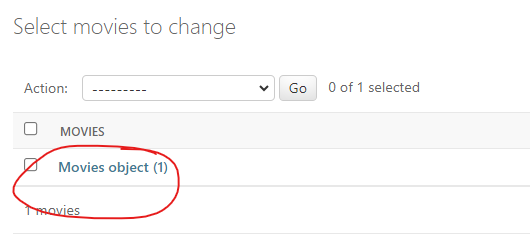 Select movies to change
Action: --------- Go 0 of 1 selected
MOVIES
Movies object (1)
1 movies